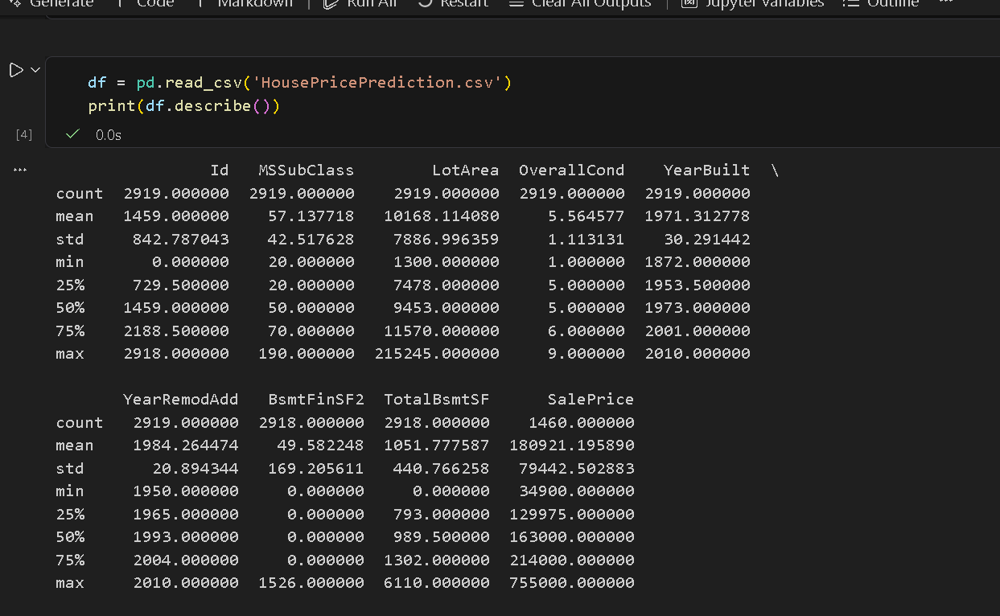 Generate Code Markdown Run All Restart Clear All Outputs Jupyter Variables Outline ...
df = pd.read_csv('HousePricePrediction.csv')
print(df.describe())
[4] 0.0s
... Id MSSubClass LotArea OverallCond YearBuilt \
count 2919.000000 2919.000000 2919.000000 2919.000000 2919.000000
mean 1459.000000 57.137718 10168.114080 5.564577 1971.312778
std 842.787043 42.517628 7886.996359 1.113131 30.291442
min 0.000000 20.000000 1300.000000 1.000000 1872.000000
25% 729.500000 20.000000 7478.000000 5.000000 1953.500000
50% 1459.000000 50.000000 9453.000000 5.000000 1973.000000
75% 2188.500000 70.000000 11570.000000 6.000000 2001.000000
max 2918.000000 190.000000 215245.000000 9.000000 2010.000000
YearRemodAdd BsmtFinSF2 TotalBsmtSF SalePrice
count 2919.000000 2918.000000 2918.000000 1460.000000
mean 1984.264474 49.582248 1051.777587 180921.195890
std 20.894344 169.205611 440.766258 79442.502883
min 1950.000000 0.000000 0.000000 34900.000000
25% 1965.000000 0.000000 793.000000 129975.000000
50% 1993.000000 0.000000 989.500000 163000.000000
75% 2004.000000 0.000000 1302.000000 214000.000000
max 2010.000000 1526.000000 6110.000000 755000.000000